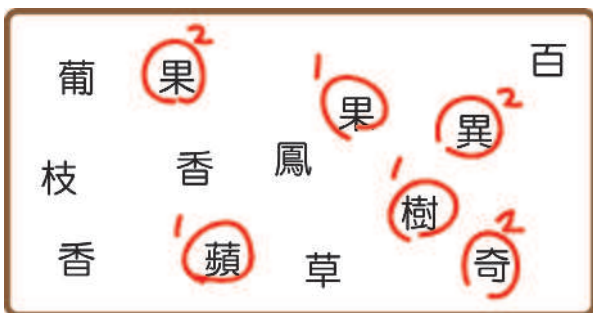 葡 果 2 1 果 異 2 百
枝 香 鳳 1 樹
香 1 蘋 草 2 奇